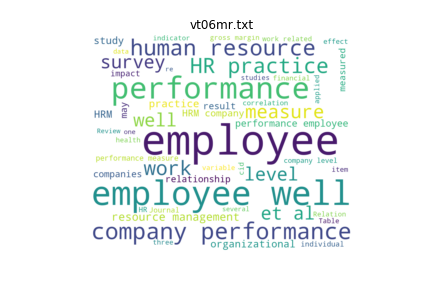 vt06mr.txt
indicator gross margin work related effect
study human resource
data
survey re HR practice measured
impact studies financial
performance applied
practice result correlation
HRM may HRM company measure
well performance employee
Review one
health employee
performance measure company level
work variable cid level item
companies relationship
employee well
HR Journal several et al Relation
resource management Table
company performance
three organizational individual